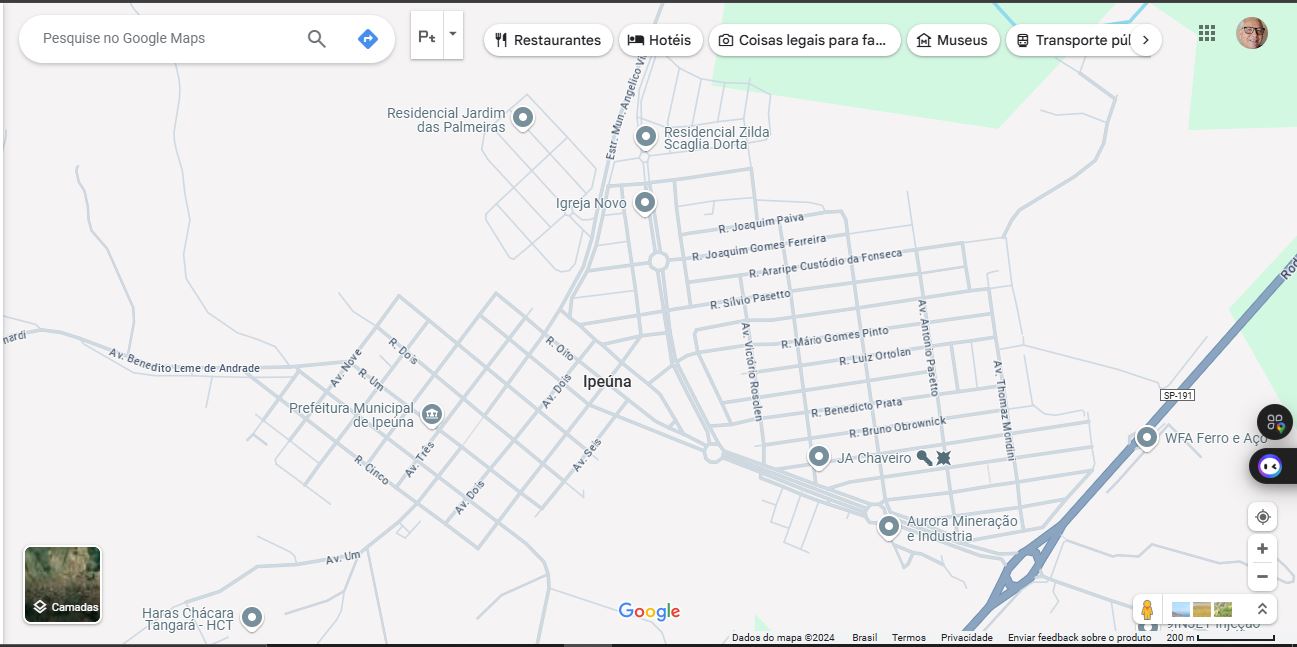 Pesquise no Google Maps
Pt
Restaurantes
Hotéis
Coisas legais para fa...
Museus
Transporte púl
Estr. Mun. Angelico Vi
Residencial Jardim
das Palmeiras
Residencial Zilda
Scaglia Dorta
Igreja Novo
R. Joaquim Paiva
R. Joaquim Gomes Ferreira
R. Araripe Custódio da Fonseca
R. Silvio Pasetto
Rod
nardi
Av. Benedito Leme de Andrade
Av. Nove
R. Dois
R. Um
R. Oito
Av. Dois
Ipeúna
Av. Victório Rosolen
R. Mário Gomes Pinto
R. Luiz Ortolan
Av. Antonio Pasetto
Av. Thomaz Mondini
SP-191
Prefeitura Municipal
de Ipeúna
R. Benedicto Prata
R. Bruno Obrownick
WFA Ferro e Aço
JA Chaveiro
R. Cinco
Av. Três
Av. Seis
Av. Dois
Aurora Mineração
e Industria
Av. Um
Camadas
Haras Chácara
Tangará - HCT
Google
Dados do mapa ©2024 Brasil Termos Privacidade Enviar feedback sobre o produto 200 m